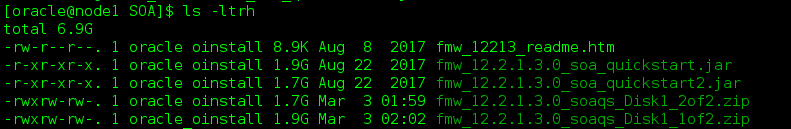 [oracle@node1 SOA]$ ls -ltrh
total 6.9G
-rw-r--r--. 1 oracle oinstall 8.9K Aug  8  2017 fmw_12213_readme.htm
-r-xr-xr-x. 1 oracle oinstall 1.9G Aug 22  2017 fmw_12.2.1.3.0_soa_quickstart.jar
-r-xr-xr-x. 1 oracle oinstall 1.7G Aug 22  2017 fmw_12.2.1.3.0_soa_quickstart2.jar
-rwxrw-rw-. 1 oracle oinstall 1.7G Mar  3 01:59 fmw_12.2.1.3.0_soaqs_Disk1_2of2.zip
-rwxrw-rw-. 1 oracle oinstall 1.9G Mar  3 02:02 fmw_12.2.1.3.0_soaqs_Disk1_1of2.zip